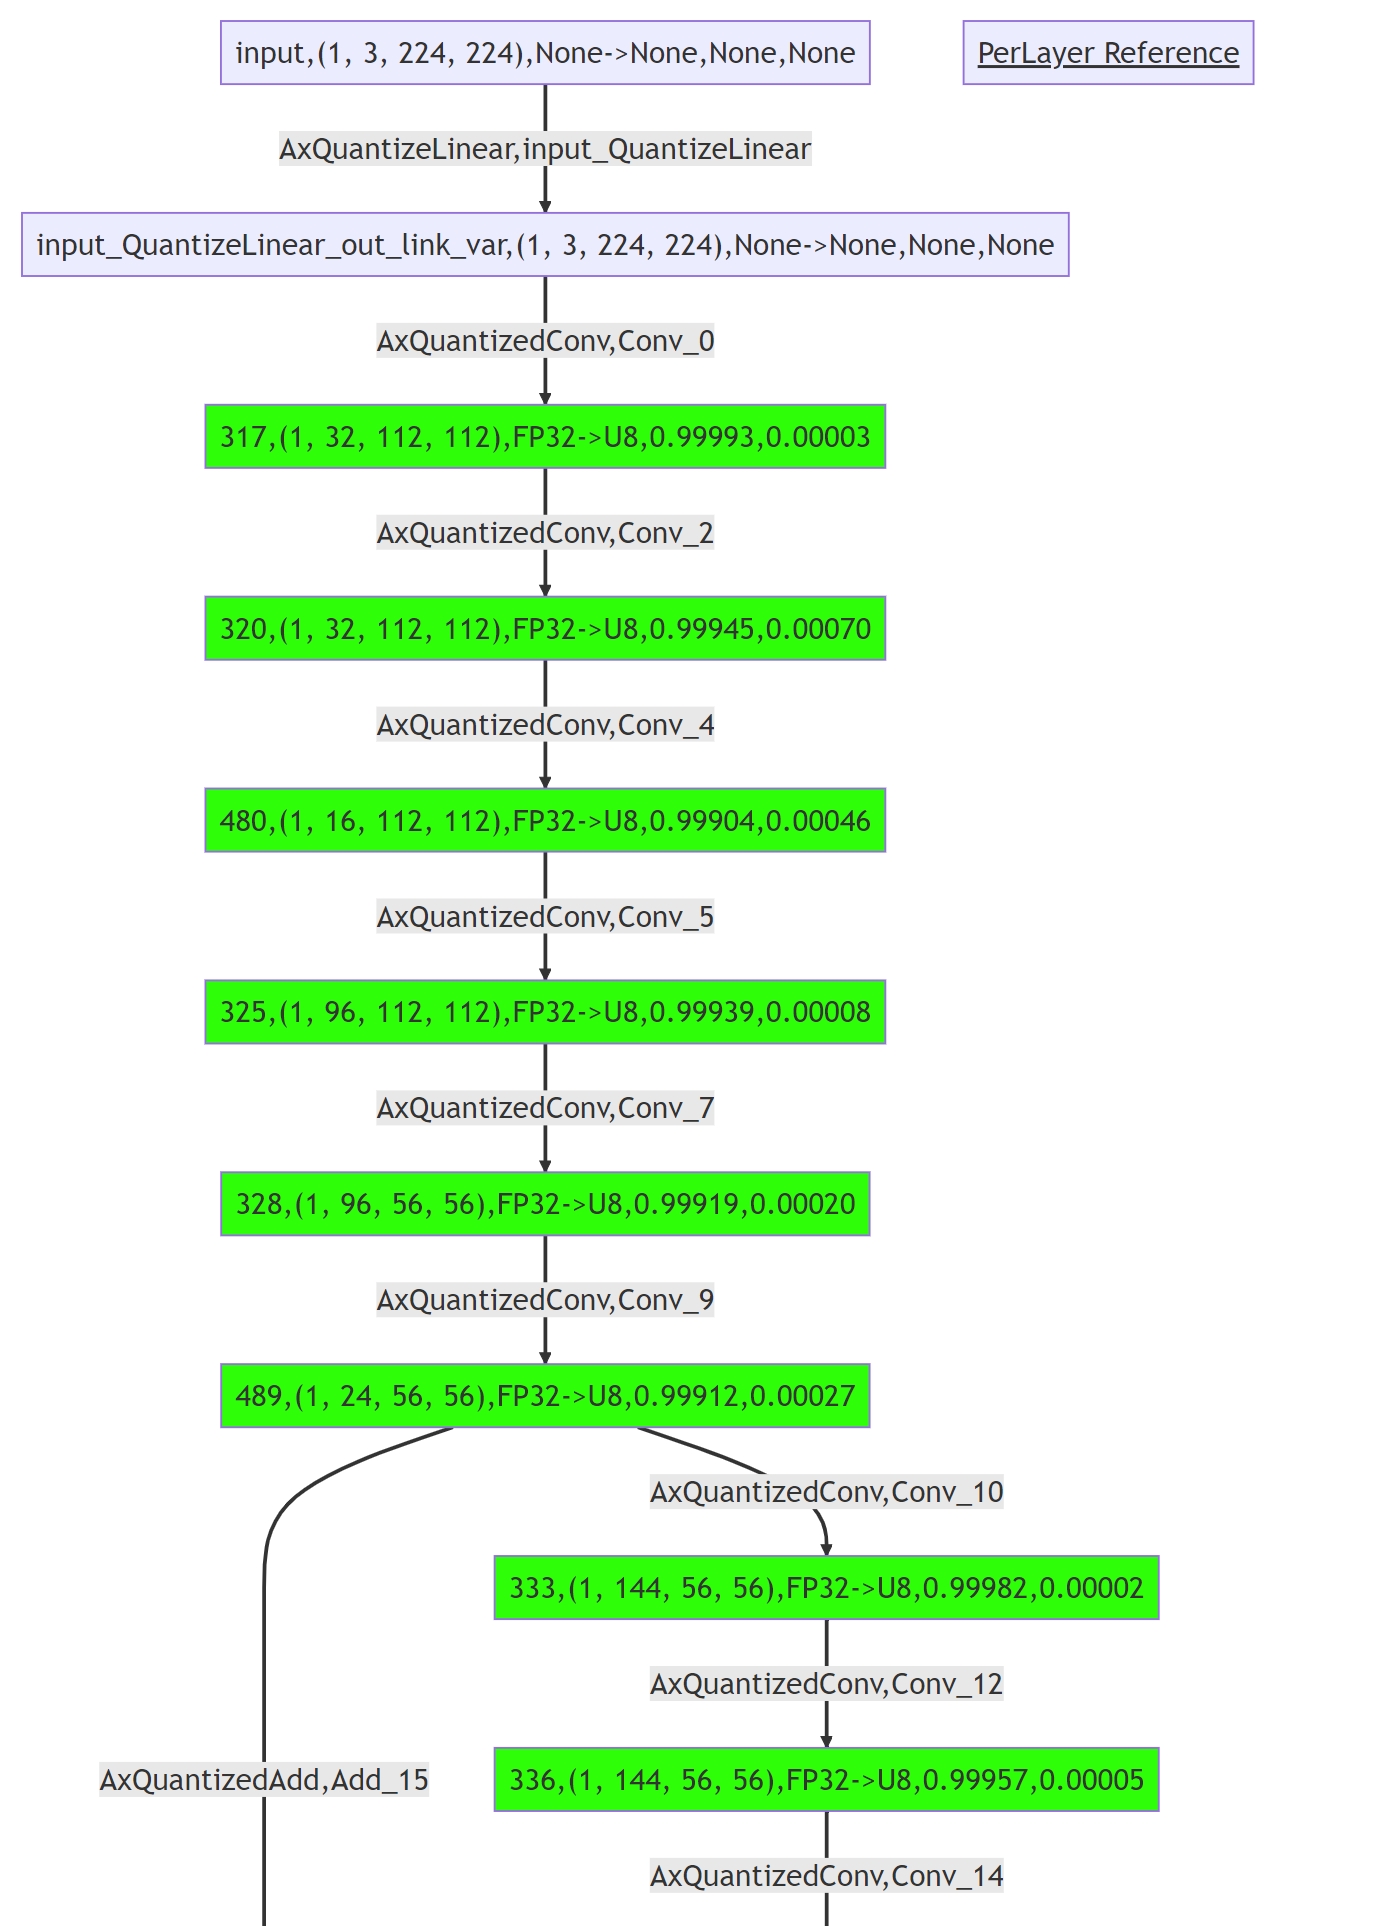 input,(1, 3, 224, 224),None->None,None,None
PerLayer Reference
AxQuantizeLinear,input_QuantizeLinear
input_QuantizeLinear_out_link_var,(1, 3, 224, 224),None->None,None,None
AxQuantizedConv,Conv_0
317,(1, 32, 112, 112),FP32->U8,0.99993,0.00003
AxQuantizedConv,Conv_2
320,(1, 32, 112, 112),FP32->U8,0.99945,0.00070
AxQuantizedConv,Conv_4
480,(1, 16, 112, 112),FP32->U8,0.99904,0.00046
AxQuantizedConv,Conv_5
325,(1, 96, 112, 112),FP32->U8,0.99939,0.00008
AxQuantizedConv,Conv_7
328,(1, 96, 56, 56),FP32->U8,0.99919,0.00020
AxQuantizedConv,Conv_9
489,(1, 24, 56, 56),FP32->U8,0.99912,0.00027
AxQuantizedConv,Conv_10
333,(1, 144, 56, 56),FP32->U8,0.99982,0.00002
AxQuantizedConv,Conv_12
AxQuantizedAdd,Add_15
336,(1, 144, 56, 56),FP32->U8,0.99957,0.00005
AxQuantizedConv,Conv_14